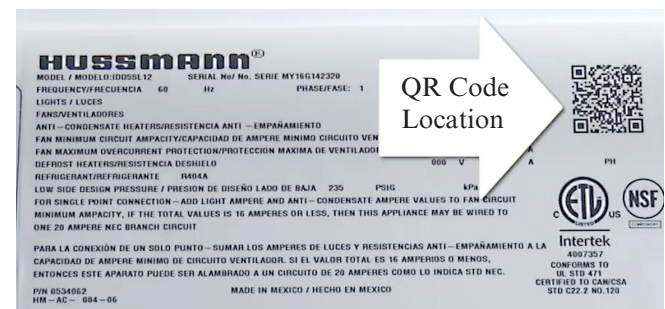 HUSSMANN®
MODEL / MODELO:IDD5SL12 SERIAL No/ No. SERIE MY16G142320
FREQUENCY/FRECUENCIA 60 Hz PHASE/FASE: 1
LIGHTS / LUCES
FANS/VENTILADORES
ANTI – CONDENSATE HEATERS/RESISTENCIA ANTI – EMPAÑAMIENTO
FAN MINIMUM CIRCUIT AMPACITY/CAPACIDAD DE AMPERE MINIMO CIRCUITO VEN
FAN MAXIMUM OVERCURRENT PROTECTION/PROTECCION MAXIMA DE VENTILADOR A
DEFROST HEATERS/RESISTENCIA DESHIELO 000 V A PH
REFRIGERANT/REFRIGERANTE R404A
LOW SIDE DESIGN PRESSURE / PRESION DE DISEÑO LADO DE BAJA 235 PSIG kPa
FOR SINGLE POINT CONNECTION – ADD LIGHT AMPERE AND ANTI – CONDENSATE AMPERE VALUES TO FAN CIRCUIT
MINIMUM AMPACITY, IF THE TOTAL VALUES IS 16 AMPERES OR LESS, THEN THIS APPLIANCE MAY BE WIRED TO
ONE 20 AMPERE NEC BRANCH CIRCUIT
PARA LA CONEXIÓN DE UN SOLO PUNTO – SUMAR LOS AMPERES DE LUCES Y RESISTENCIAS ANTI – EMPAÑAMIENTO A LA
CAPACIDAD DE AMPERE MINIMO DE CIRCUITO VENTILADOR. SI EL VALOR TOTAL ES 16 AMPERIOS O MENOS,
ENTONCES ESTE APARATO PUEDE SER ALAMBRADO A UN CIRCUITO DE 20 AMPERES COMO LO INDICA STD NEC.
P/N 0534062 MADE IN MEXICO / HECHO EN MEXICO
HM – AC – 004 – 06
QR Code
Location
C ETL US
LISTED
NSF
Intertek
4007357
CONFORMS TO
UL STD 471
CERTIFIED TO CAN/CSA
STD C22.2 NO.120